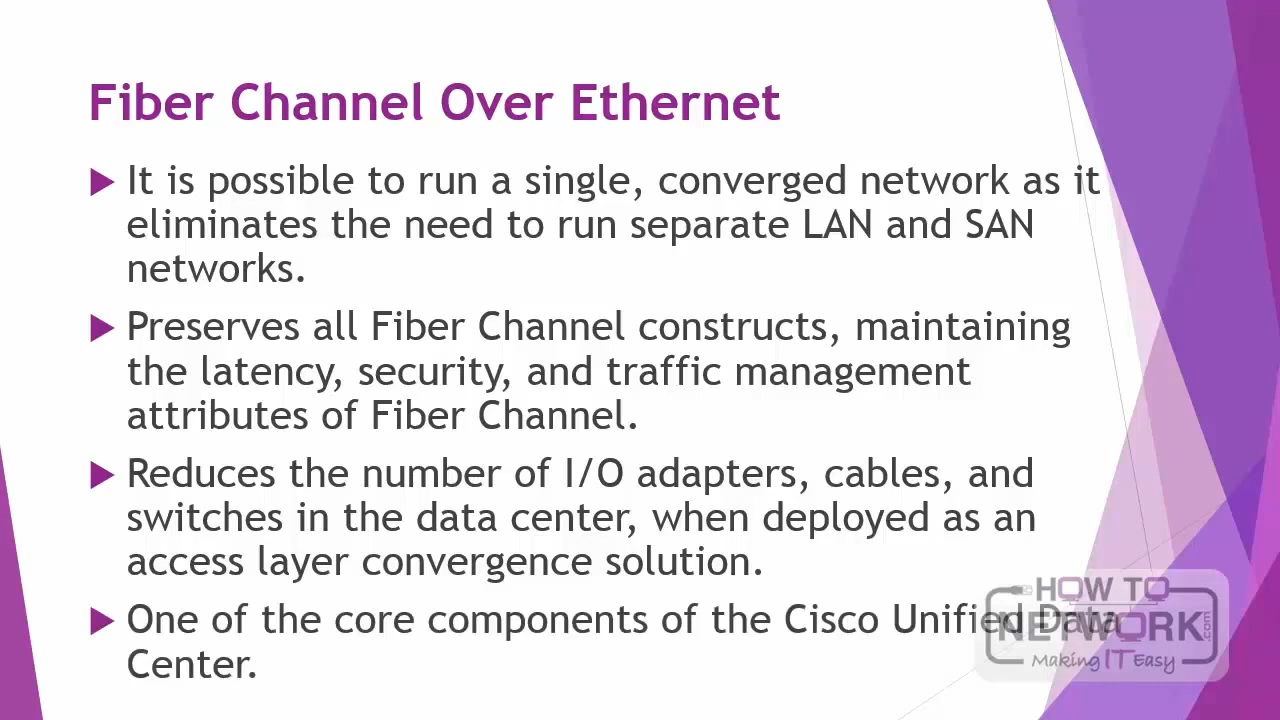 Fiber Channel Over Ethernet
It is possible to run a single, converged network as it
eliminates the need to run separate LAN and SAN
networks.
Preserves all Fiber Channel constructs, maintaining
the latency, security, and traffic management
attributes of Fiber Channel.
Reduces the number of I/O adapters, cables, and
switches in the data center, when deployed as an
access layer convergence solution.
One of the core components of the Cisco Unified Data
Center.
HOW TO
NETWORK.com
Making IT Easy